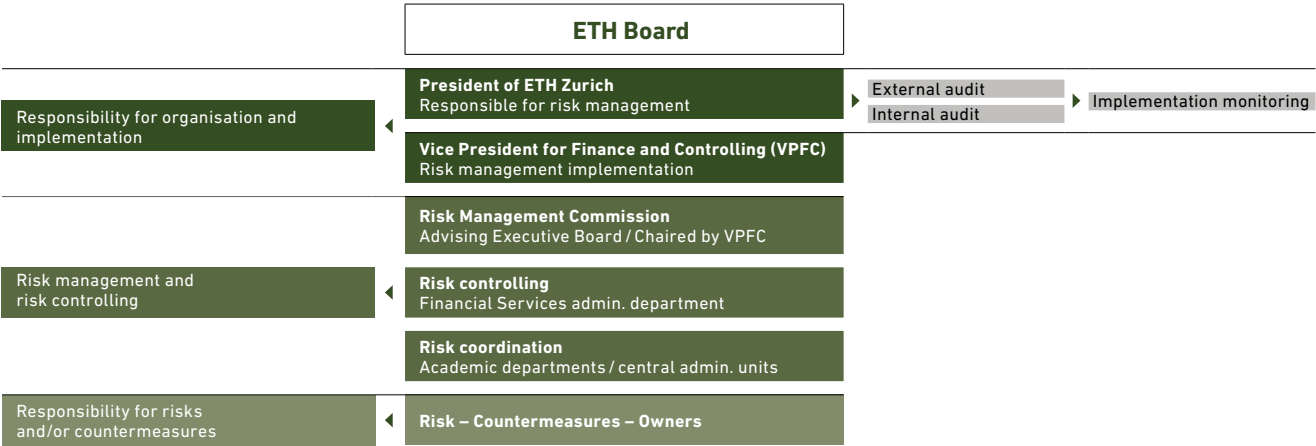 ETH Board
President of ETH Zurich
Responsible for risk management
External audit
Internal audit
Implementation monitoring
Responsibility for organisation and
implementation
Vice President for Finance and Controlling (VPFC)
Risk management implementation
Risk Management Commission
Advising Executive Board / Chaired by VPFC
Risk management and
risk controlling
Risk controlling
Financial Services admin. department
Risk coordination
Academic departments / central admin. units
Responsibility for risks
and/or countermeasures
Risk – Countermeasures – Owners